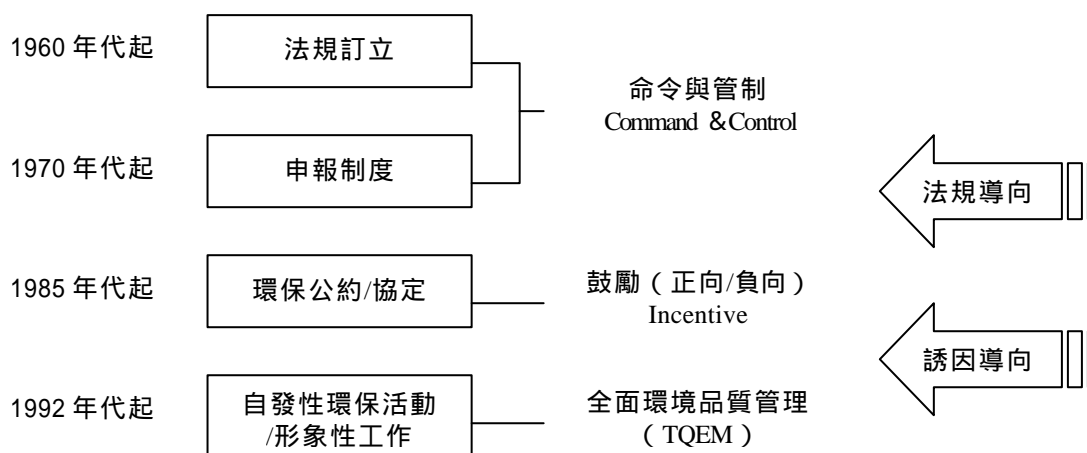 1960 年代起
法規訂立
命令與管制
Command &Control
1970 年代起
申報制度
法規導向
1985 年代起
環保公約/協定
鼓勵（正向/負向）
Incentive
誘因導向
1992 年代起
自發性環保活動
/形象性工作
全面環境品質管理
（TQEM）